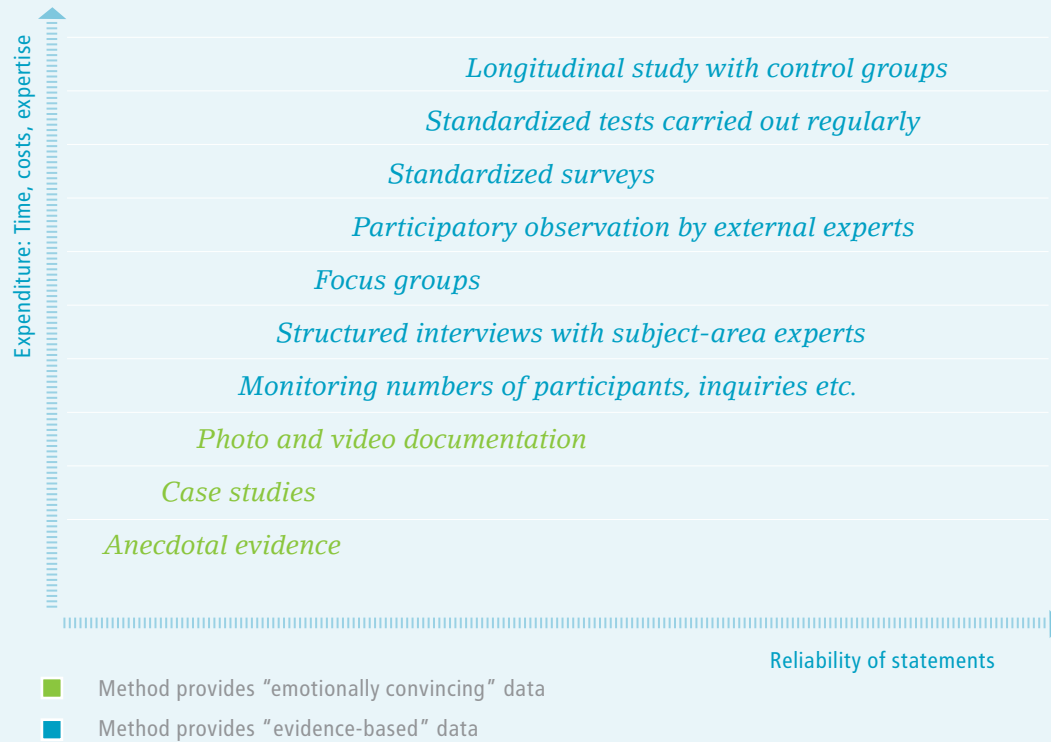 Expenditure: Time, costs, expertise
Longitudinal study with control groups
Standardized tests carried out regularly
Standardized surveys
Participatory observation by external experts
Focus groups
Structured interviews with subject-area experts
Monitoring numbers of participants, inquiries etc.
Photo and video documentation
Case studies
Anecdotal evidence
Reliability of statements
Method provides “emotionally convincing” data
Method provides “evidence-based” data